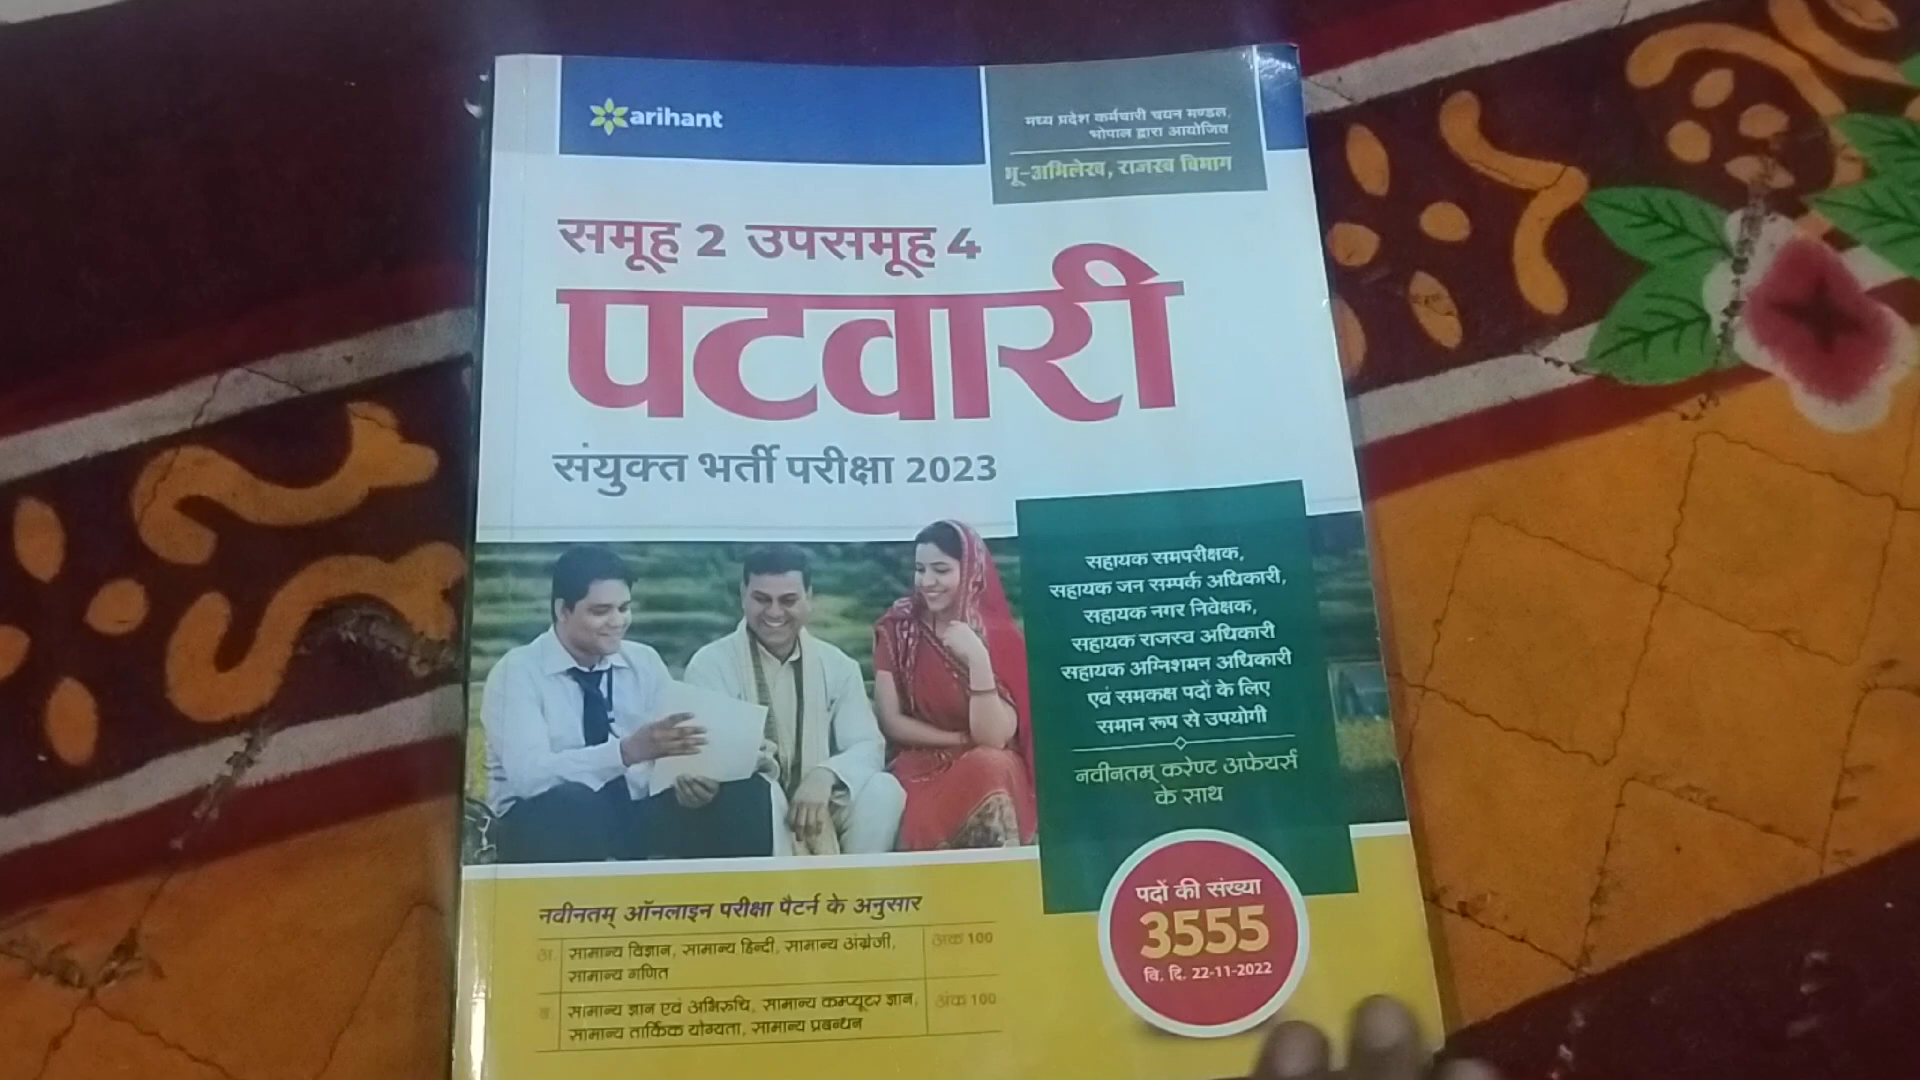 arihant
मध्य प्रदेश कर्मचारी चयन मण्डल,
भोपाल द्वारा आयोजित
भू-अभिलेख, राजस्व विभाग
समूह 2 उपसमूह 4
पटवारी
संयुक्त भर्ती परीक्षा 2023
सहायक समपरीक्षक,
सहायक जन सम्पर्क अधिकारी,
सहायक नगर निवेक्षक,
सहायक राजस्व अधिकारी
सहायक अग्निशमन अधिकारी
एवं समकक्ष पदों के लिए
समान रूप से उपयोगी
नवीनतम् करेण्ट अफेयर्स
के साथ
पदों की संख्या
3555
वि. दि. 22-11-2022
नवीनतम् ऑनलाइन परीक्षा पैटर्न के अनुसार
अ. सामान्य विज्ञान, सामान्य हिन्दी, सामान्य अंग्रेजी, अंक 100
सामान्य गणित
ब सामान्य ज्ञान एवं अभिरुचि, सामान्य कम्प्यूटर ज्ञान, अंक 100
सामान्य तार्किक योग्यता, सामान्य प्रबन्धन